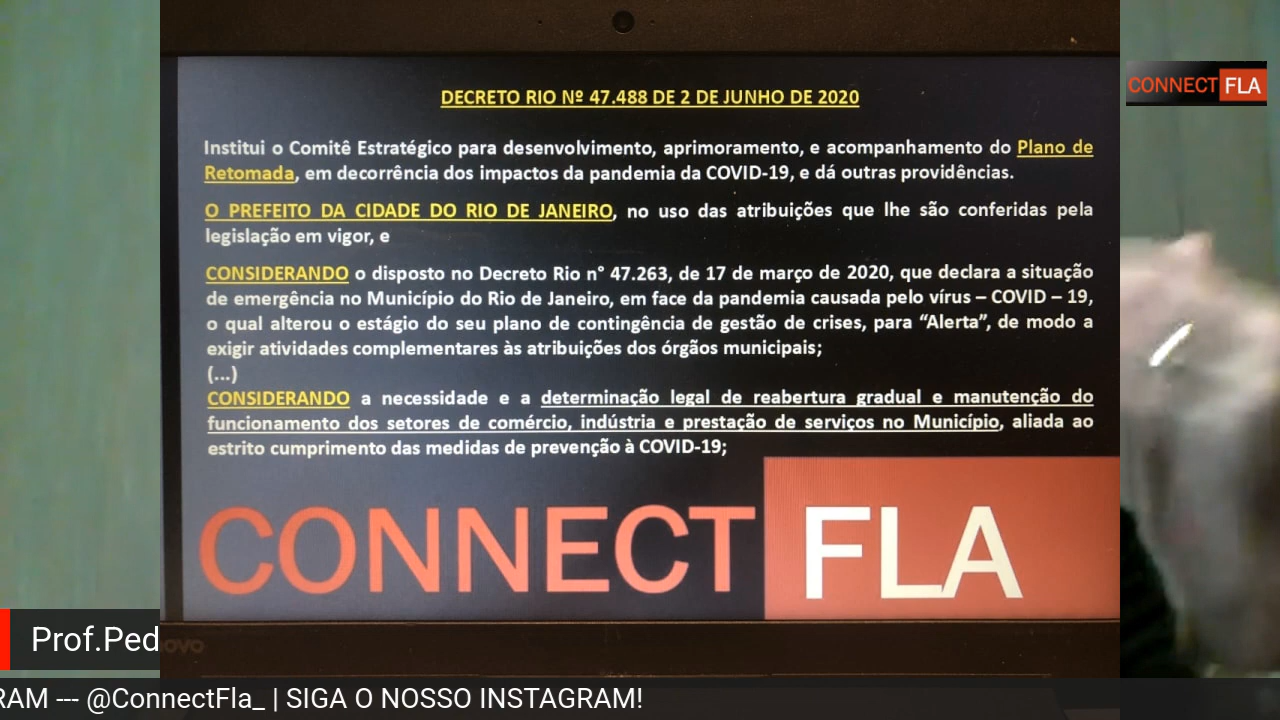 DECRETO RIO Nº 47.488 DE 2 DE JUNHO DE 2020
Institui o Comitê Estratégico para desenvolvimento, aprimoramento, e acompanhamento do Plano de
Retomada, em decorrência dos impactos da pandemia da COVID-19, e dá outras providências.
O PREFEITO DA CIDADE DO RIO DE JANEIRO, no uso das atribuições que lhe são conferidas pela
legislação em vigor, e
CONSIDERANDO o disposto no Decreto Rio n° 47.263, de 17 de março de 2020, que declara a situação
de emergência no Município do Rio de Janeiro, em face da pandemia causada pelo vírus – COVID – 19,
o qual alterou o estágio do seu plano de contingência de gestão de crises, para “Alerta”, de modo a
exigir atividades complementares às atribuições dos órgãos municipais;
(...)
CONSIDERANDO a necessidade e a determinação legal de reabertura gradual e manutenção do
funcionamento dos setores de comércio, indústria e prestação de serviços no Município, aliada ao
estrito cumprimento das medidas de prevenção à COVID-19;
CONNECT FLA
CONNECT FLA
Prof.Ped
RAM --- @ConnectFla_ | SIGA O NOSSO INSTAGRAM!